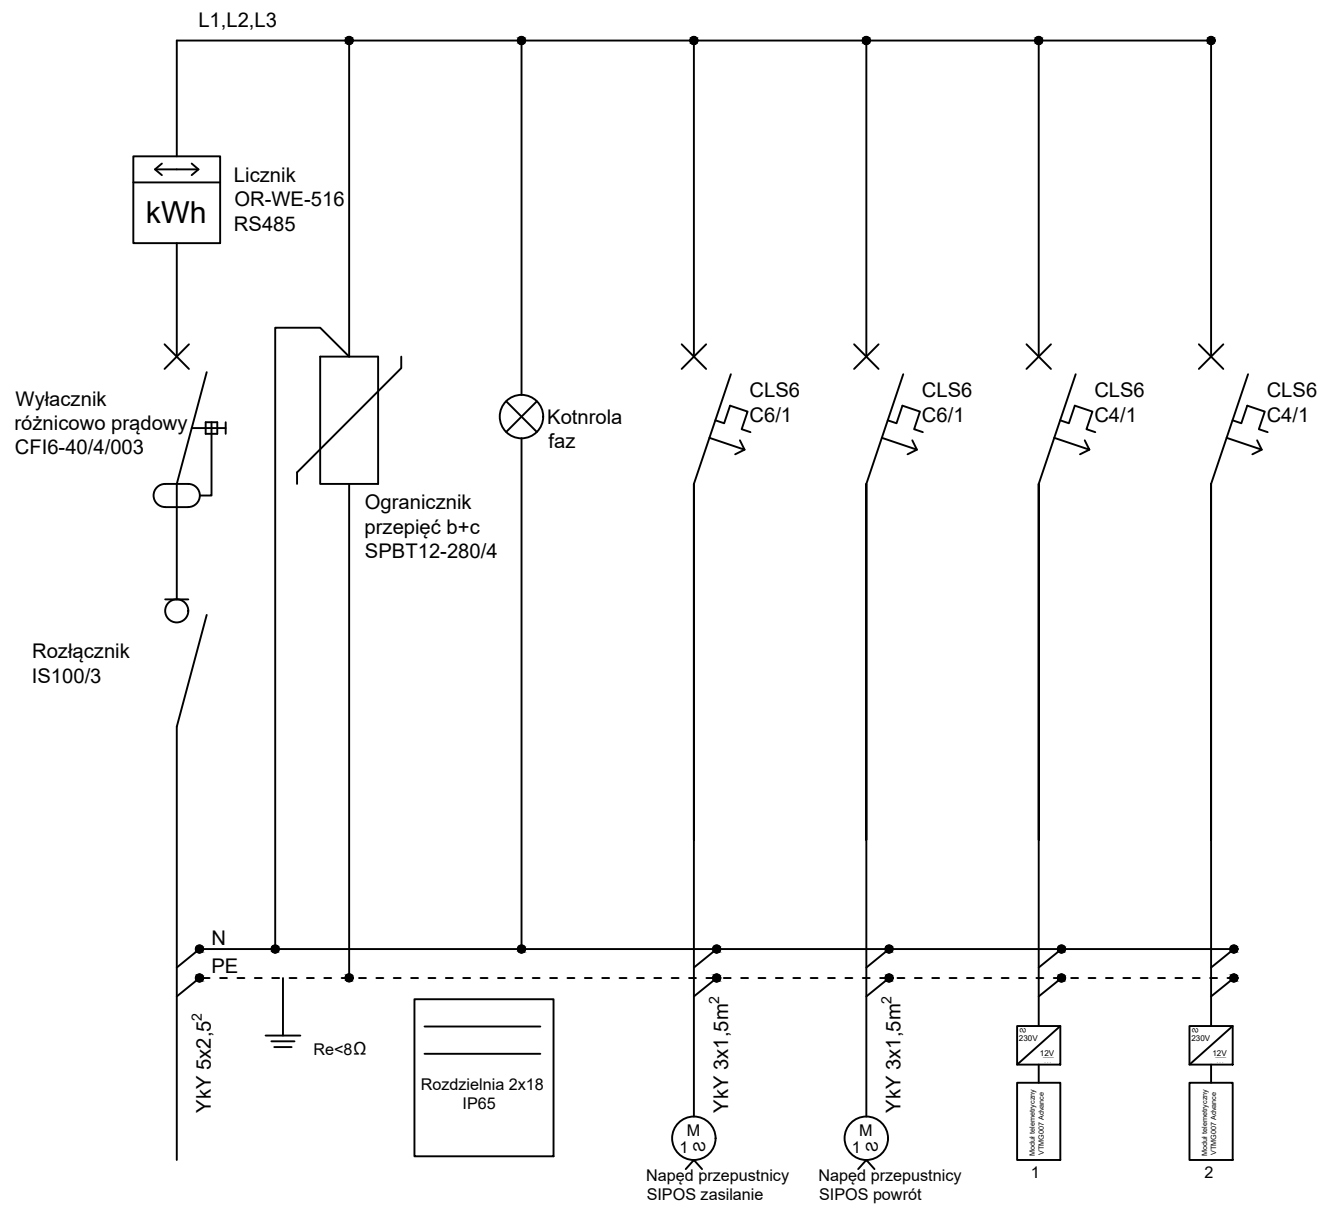 L1,L2,L3
Licznik
OR-WE-516
RS485
kWh
Wyłacznik
różnicowo prądowy
CFI6-40/4/003
Rozłącznik
IS100/3
Ogranicznik
przepięć b+c
SPBT12-280/4
Kotnrola
faz
CLS6
C6/1
CLS6
C6/1
CLS6
C4/1
CLS6
C4/1
N
PE
YkY 5x2,5²
Re<8Ω
Rozdzielnia 2x18
IP65
YkY 3x1,5m²
M
1
Napęd przepustnicy
SIPOS zasilanie
YkY 3x1,5m²
M
1
Napęd przepustnicy
SIPOS powrót
230V
12V
Moduł telemetryczny
VTMG007 Advance
1
230V
12V
Moduł telemetryczny
VTMG007 Advance
2